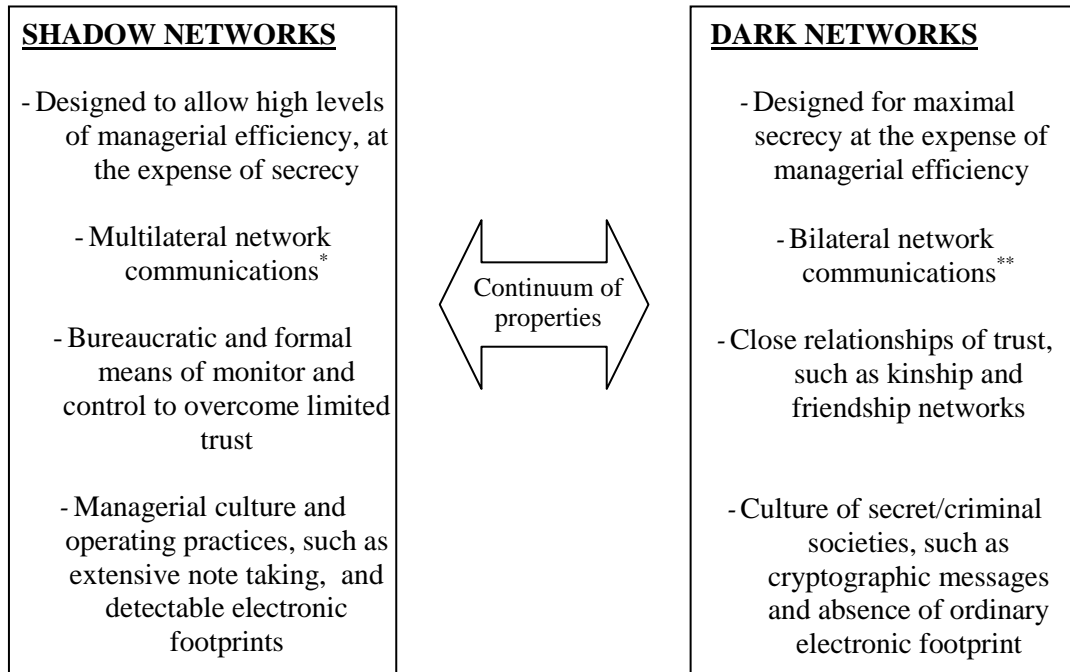 SHADOW NETWORKS
- Designed to allow high levels
of managerial efficiency, at
the expense of secrecy
- Multilateral network
communications*
- Bureaucratic and formal
means of monitor and
control to overcome limited
trust
- Managerial culture and
operating practices, such as
extensive note taking, and
detectable electronic
footprints
Continuum of
properties
DARK NETWORKS
- Designed for maximal
secrecy at the expense of
managerial efficiency
- Bilateral network
communications**
- Close relationships of trust,
such as kinship and
friendship networks
- Culture of secret/criminal
societies, such as
cryptographic messages
and absence of ordinary
electronic footprint